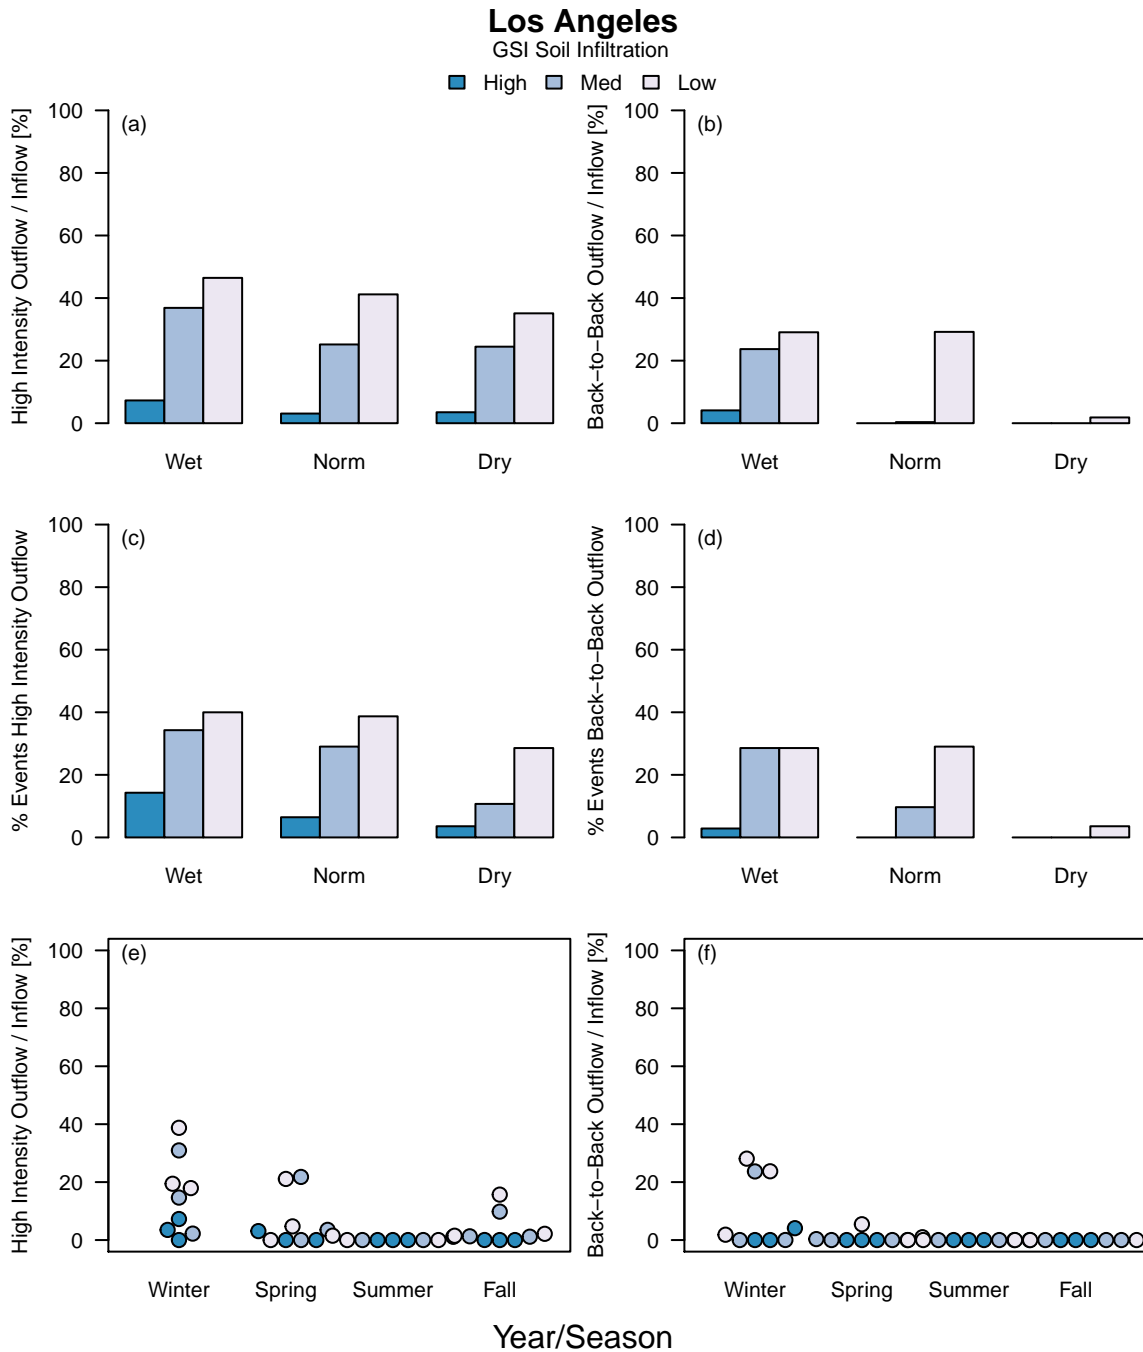 Los Angeles
GSI Soil Infiltration
High Med Low
High Intensity Outflow / Inflow [%]
100
80
60
40
20
0
(a)
Wet Norm Dry
Back−to−Back Outflow / Inflow [%]
100
80
60
40
20
0
(b)
Wet Norm Dry
% Events High Intensity Outflow
100
80
60
40
20
0
(c)
Wet Norm Dry
% Events Back−to−Back Outflow
100
80
60
40
20
0
(d)
Wet Norm Dry
High Intensity Outflow / Inflow [%]
100
80
60
40
20
0
(e)
Winter Spring Summer Fall
Back−to−Back Outflow / Inflow [%]
100
80
60
40
20
0
(f)
Winter Spring Summer Fall
Year/Season